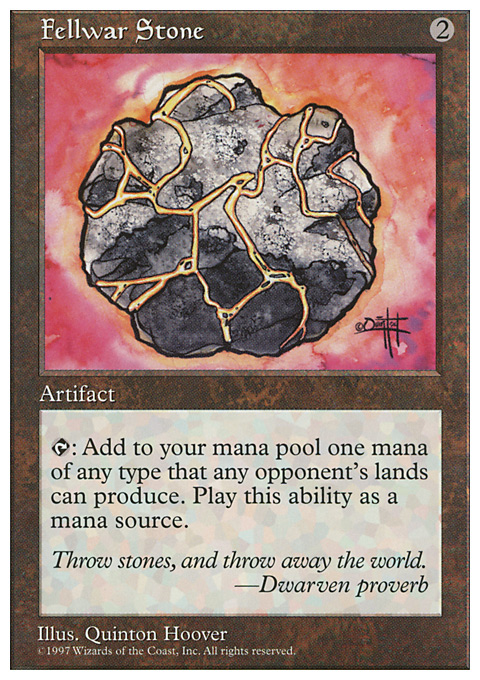 Fellwar Stone
2
Artifact
: Add to your mana pool one mana
of any type that any opponent's lands
can produce. Play this ability as a
mana source.
Throw stones, and throw away the world.
—Dwarven proverb
Illus. Quinton Hoover
©1997 Wizards of the Coast, Inc. All rights reserved.